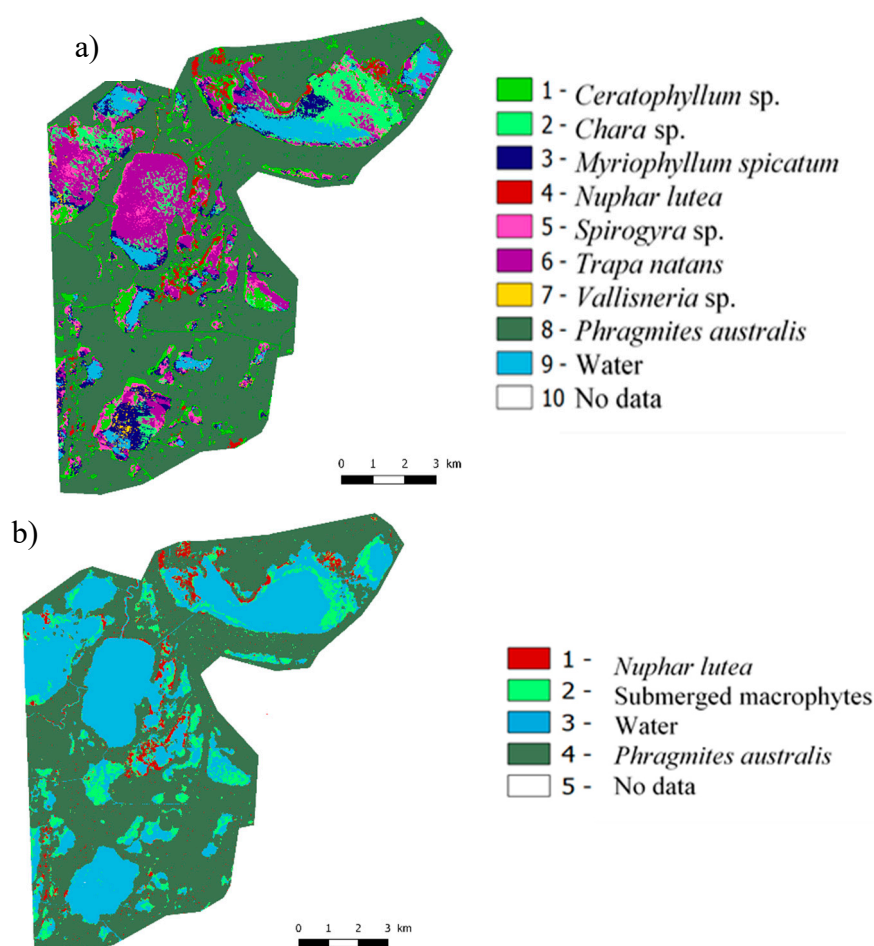 a)
1 - Ceratophyllum sp.
2 - Chara sp.
3 - Myriophyllum spicatum
4 - Nuphar lutea
5 - Spirogyra sp.
6 - Trapa natans
7 - Vallisneria sp.
8 - Phragmites australis
9 - Water
10 No data
0 1 2 3 km
b)
1 - Nuphar lutea
2 - Submerged macrophytes
3 - Water
4 - Phragmites australis
5 - No data
0 1 2 3 km